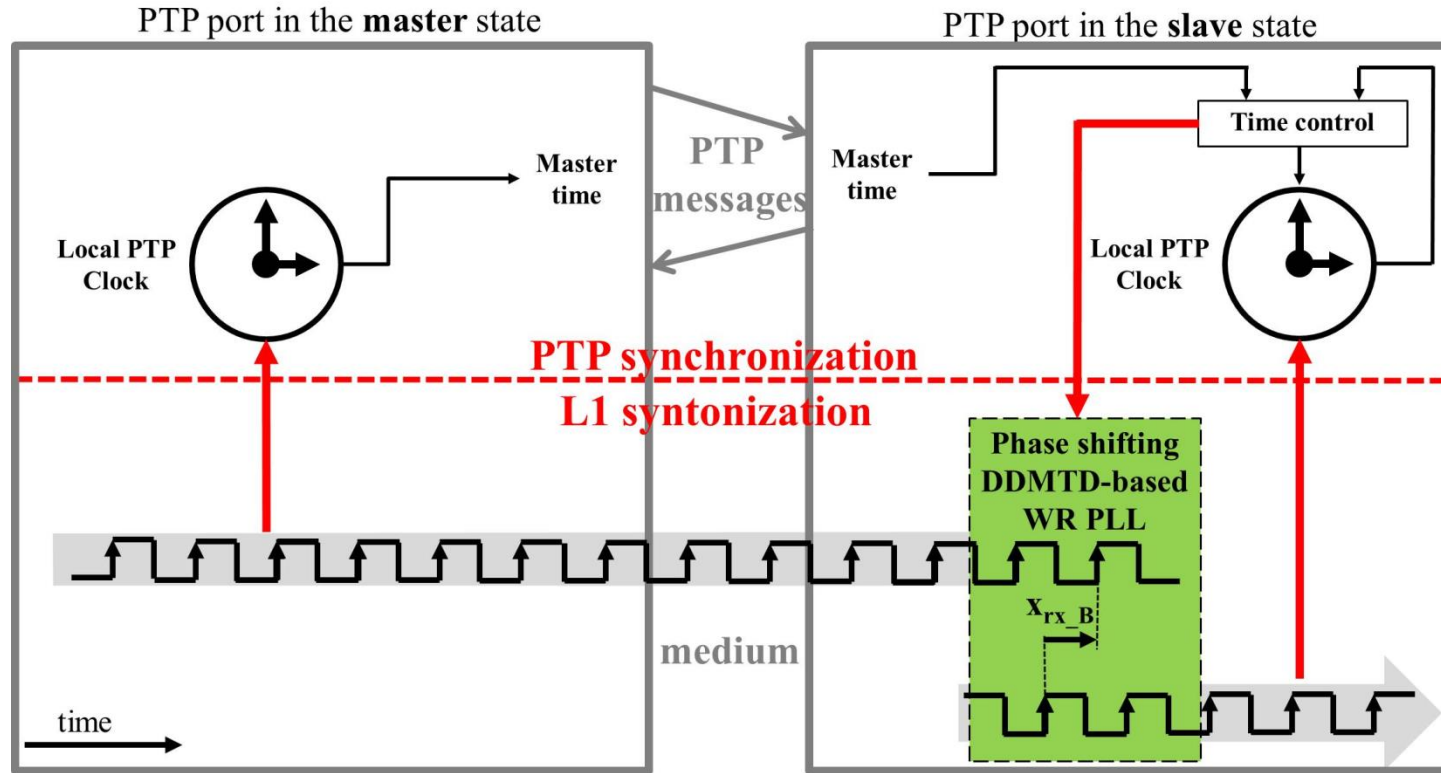 PTP port in the master state
PTP port in the slave state
Time control
PTP
messages
Master
time
Master
time
Local PTP
Clock
Local PTP
Clock
PTP synchronization
L1 syntonization
Phase shifting
DDMTD-based
WR PLL
x_rx_B
medium
time